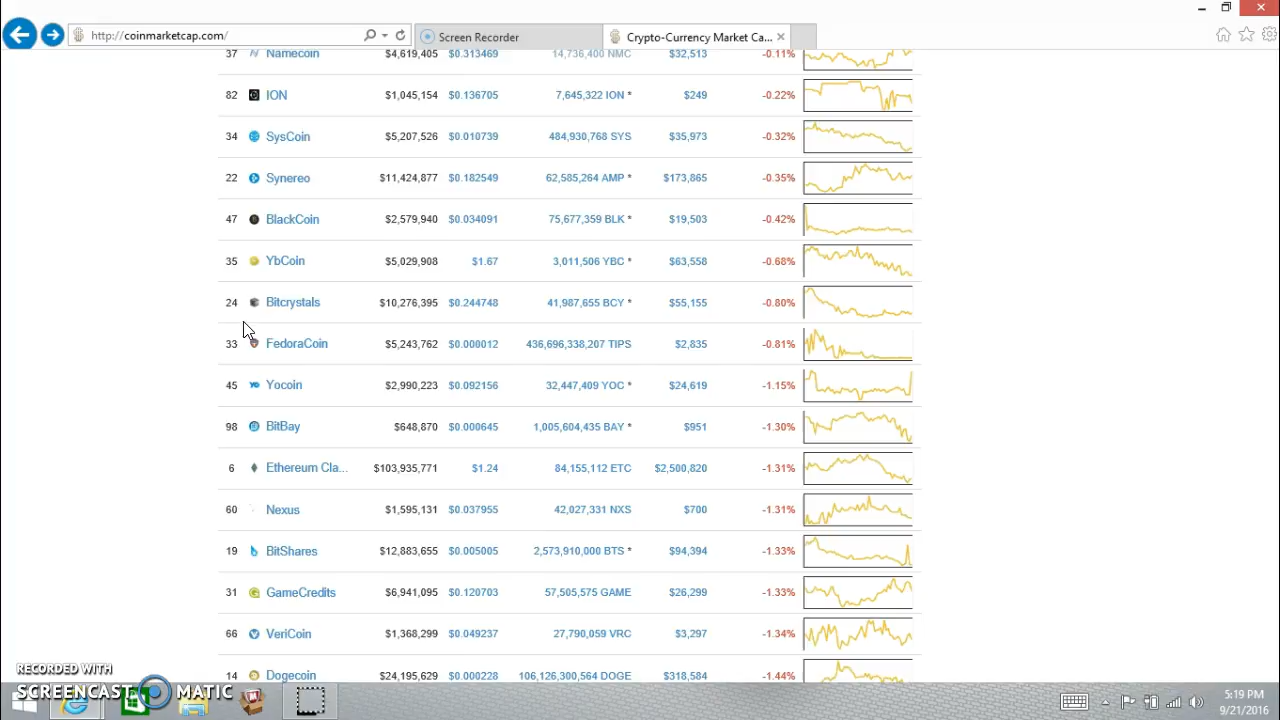 http://coinmarketcap.com/
Screen Recorder
Crypto-Currency Market Ca...
37 Namecoin $4,619,405 $0.313469 14,736,400 NMC $32,513 -0.11%
82 ION $1,045,154 $0.136705 7,645,322 ION * $249 -0.22%
34 SysCoin $5,207,526 $0.010739 484,930,768 SYS $35,973 -0.32%
22 Synereo $11,424,877 $0.182549 62,585,264 AMP * $173,865 -0.35%
47 BlackCoin $2,579,940 $0.034091 75,677,359 BLK * $19,503 -0.42%
35 YbCoin $5,029,908 $1.67 3,011,506 YBC * $63,558 -0.68%
24 Bitcrystals $10,276,395 $0.244748 41,987,655 BCY * $55,155 -0.80%
33 FedoraCoin $5,243,762 $0.000012 436,696,338,207 TIPS $2,835 -0.81%
45 Yocoin $2,990,223 $0.092156 32,447,409 YOC * $24,619 -1.15%
98 BitBay $648,870 $0.000645 1,005,604,435 BAY * $951 -1.30%
6 Ethereum Cla... $103,935,771 $1.24 84,155,112 ETC $2,500,820 -1.31%
60 Nexus $1,595,131 $0.037955 42,027,331 NXS $700 -1.31%
19 BitShares $12,883,655 $0.005005 2,573,910,000 BTS * $94,394 -1.33%
31 GameCredits $6,941,095 $0.120703 57,505,575 GAME $26,299 -1.33%
66 VeriCoin $1,368,299 $0.049237 27,790,059 VRC $3,297 -1.34%
14 Dogecoin $24,195,629 $0.000228 106,126,300,564 DOGE $318,584 -1.44%
RECORDED WITH
SCREENCAST MATIC
5:19 PM
9/21/2016